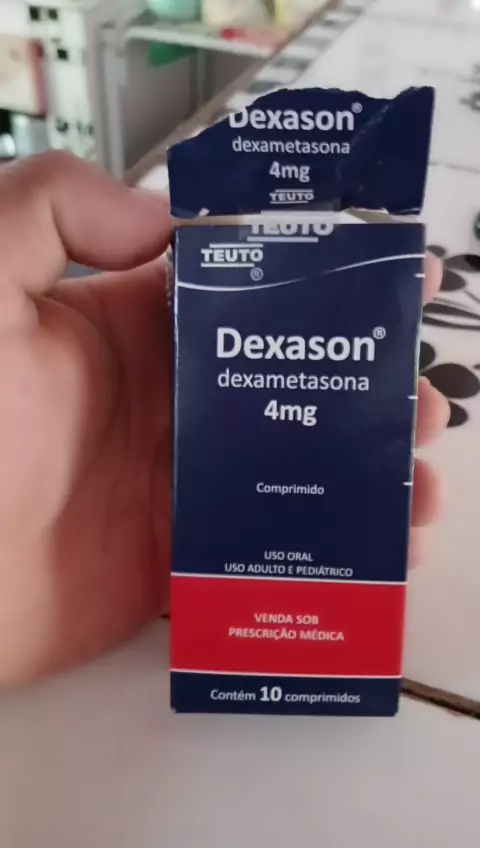 Dexason®
dexametasona
4mg
TEUTO
TEUTO
TEUTO
®
Dexason®
dexametasona
4mg
Comprimido
USO ORAL
USO ADULTO E PEDIÁTRICO
VENDA SOB
PRESCRIÇÃO MÉDICA
Contém 10 comprimidos